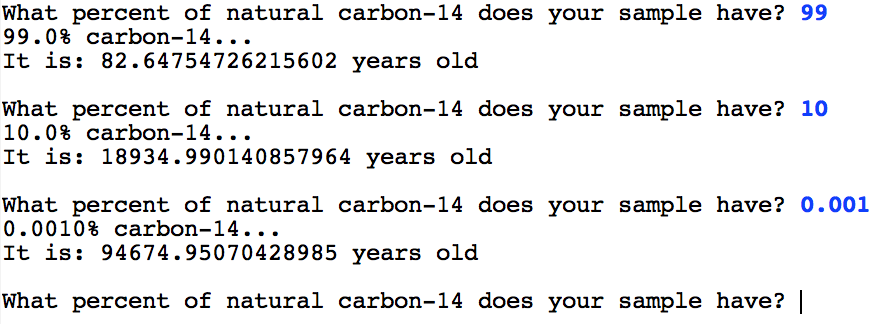 What percent of natural carbon-14 does your sample have? 99
99.0% carbon-14...
It is: 82.64754726215602 years old
What percent of natural carbon-14 does your sample have? 10
10.0% carbon-14...
It is: 18934.990140857964 years old
What percent of natural carbon-14 does your sample have? 0.001
0.0010% carbon-14...
It is: 94674.95070428985 years old
What percent of natural carbon-14 does your sample have?